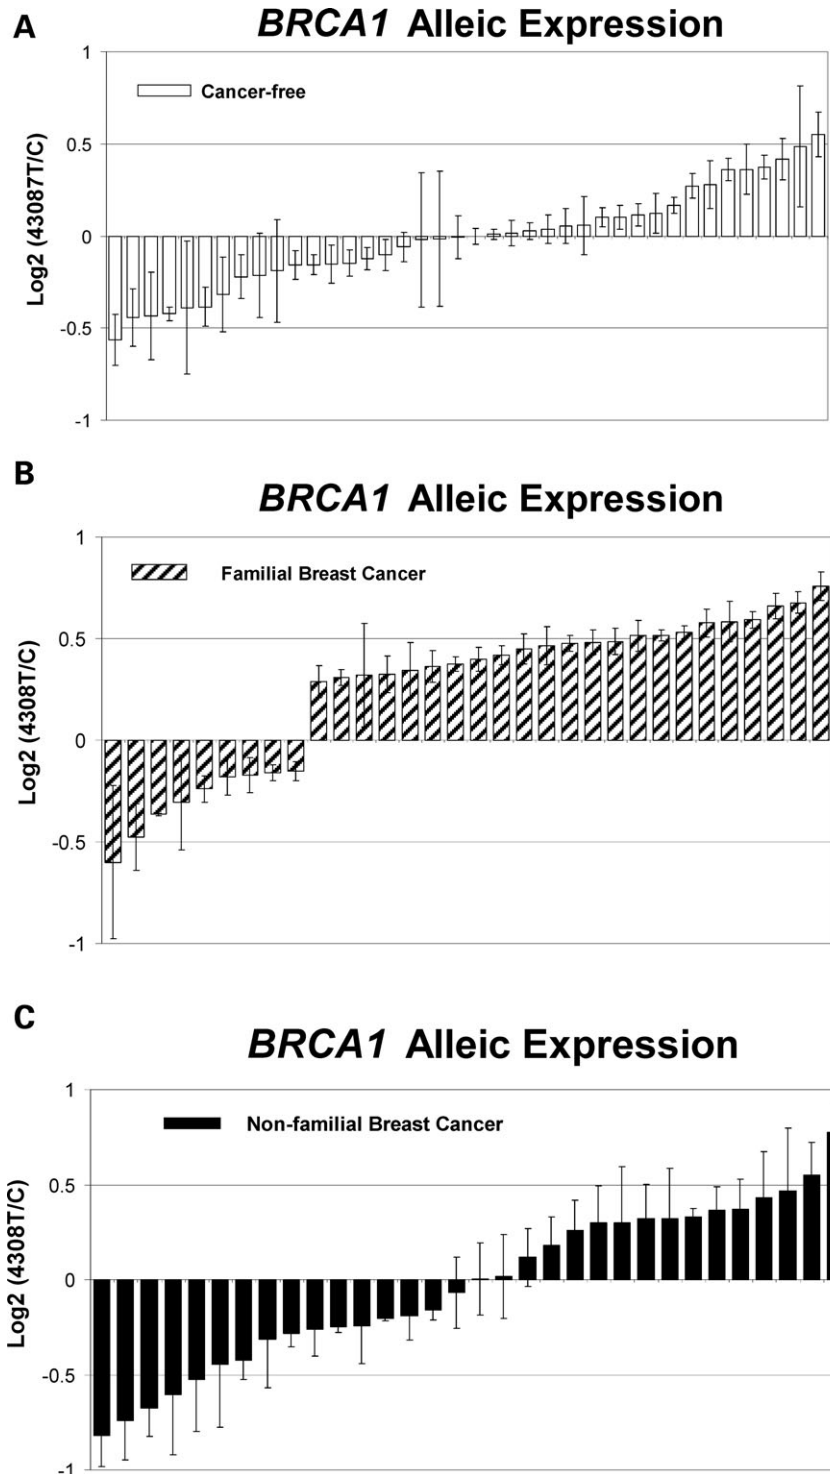 A
BRCA1 Alleic Expression
1
Cancer-free
0.5
Log2 (43087T/C)
0
-0.5
-1
B
BRCA1 Alleic Expression
1
Familial Breast Cancer
0.5
Log2 (4308T/C)
0
-0.5
-1
C
BRCA1 Alleic Expression
1
Non-familial Breast Cancer
0.5
Log2 (4308T/C)
0
-0.5
-1